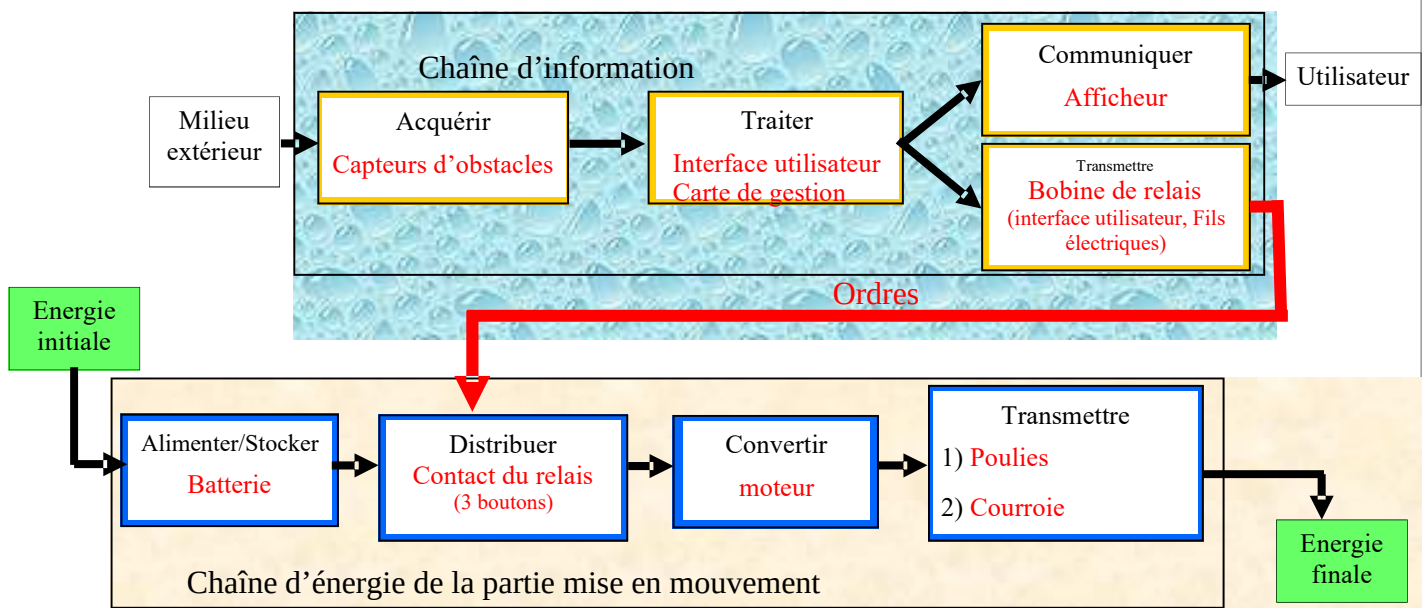 Chaîne d’information
Milieu
extérieur
Acquérir
Capteurs d’obstacles
Traiter
Interface utilisateur
Carte de gestion
Communiquer
Afficheur
Utilisateur
Transmettre
Bobine de relais
(interface utilisateur, Fils
électriques)
Ordres
Energie
initiale
Alimenter/Stocker
Batterie
Distribuer
Contact du relais
(3 boutons)
Convertir
moteur
Transmettre
1) Poulies
2) Courroie
Energie
finale
Chaîne d’énergie de la partie mise en mouvement